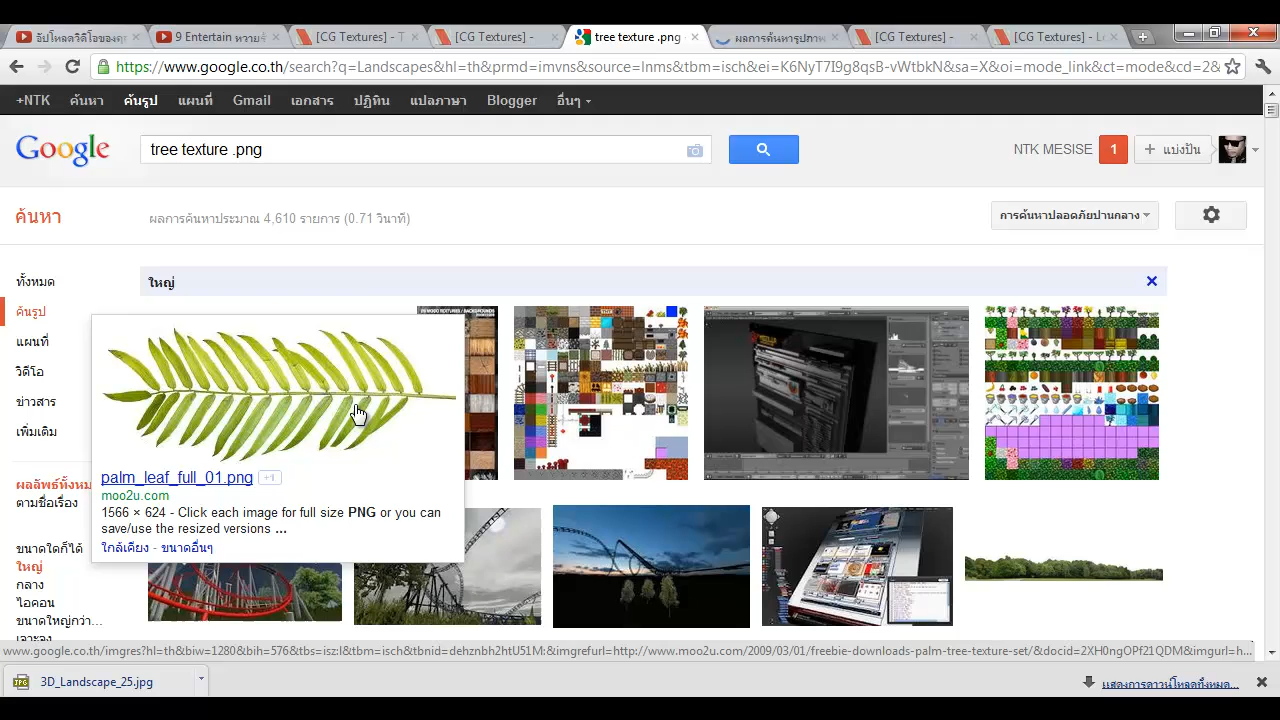 อัปโหลดวิดีโอของคุ
9 Entertain หวายจ
[CG Textures] - T
[CG Textures] -
tree texture .png
ผลการค้นหารูปภาพ
[CG Textures] -
[CG Textures] - L
https://www.google.co.th/search?q=Landscapes&hl=th&prmd=imvns&source=lnms&tbm=isch&ei=K6NyT7I9g8qsB-vWtbkN&sa=X&oi=mode_link&ct=mode&cd=2&
+NTK ค้นหา ค้นรูป แผนที่ Gmail เอกสาร ปฏิทิน แปลภาษา Blogger อื่นๆ
Google
tree texture .png
NTK MESISE 1 + แบ่งปัน
ค้นหา
ผลการค้นหาประมาณ 4,610 รายการ (0.71 วินาที)
การค้นหาปลอดภัยปานกลาง
ทั้งหมด
ใหญ่
ค้นรูป
แผนที่
วิดีโอ
ข่าวสาร
เพิ่มเติม
palm_leaf_full_01.png +1
moo2u.com
1566 × 624 - Click each image for full size PNG or you can
save/use the resized versions ...
ใกล้เคียง - ขนาดอื่นๆ
ผลลัพธ์ทั้งหม
ตามชื่อเรื่อง
ขนาดใดก็ได้
ใหญ่
กลาง
ไอคอน
ขนาดใหญ่กว่า...
เจาะจง
www.google.co.th/imgres?hl=th&biw=1280&bih=576&tbs=isz:l&tbm=isch&tbnid=dehznbh2htU51M:&imgrefurl=http://www.moo2u.com/2009/03/01/freebie-downloads-palm-tree-texture-set/&docid=2XH0ngOPf21QDM&imgurl=h...
3D_Landscape_25.jpg
แสดงการดาวน์โหลดทั้งหมด...